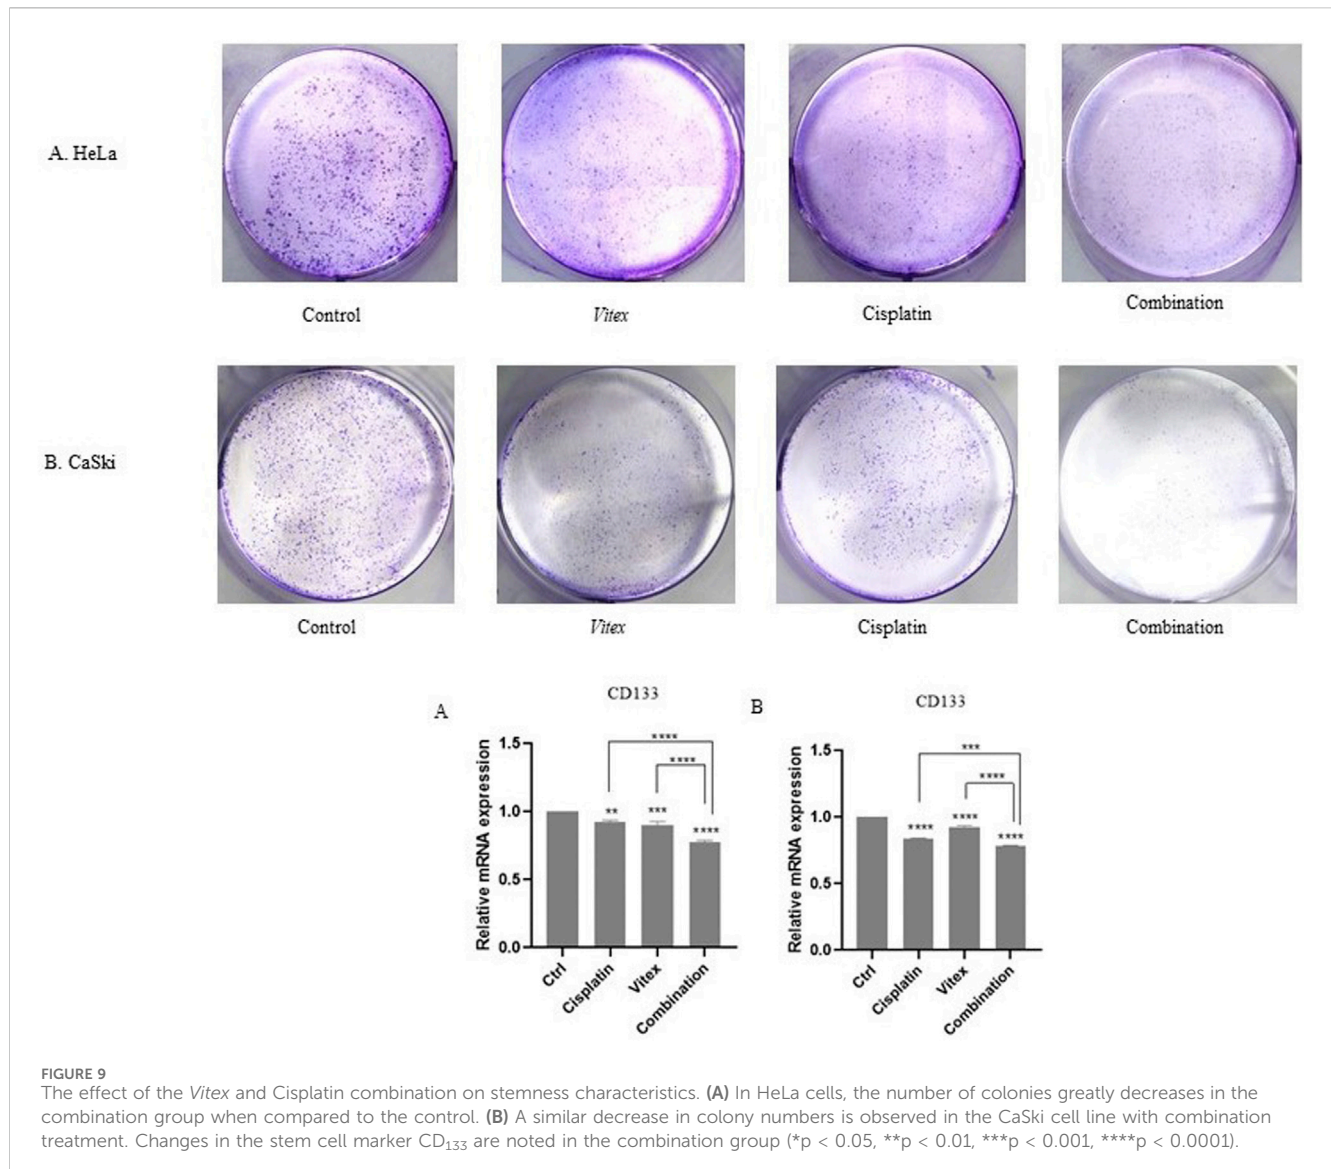 A. HeLa
Control
Vitex
Cisplatin
Combination
B. CaSki
Control
Vitex
Cisplatin
Combination
A
CD133
Relative mRNA expression
1.5
1.0
0.5
0.0
****
****
**
***
****
Ctrl
Cisplatin
Vitex
Combination
B
CD133
Relative mRNA expression
1.5
1.0
0.5
0.0
***
****
****
****
****
Ctrl
Cisplatin
Vitex
Combination
FIGURE 9
The effect of the Vitex and Cisplatin combination on stemness characteristics. (A) In HeLa cells, the number of colonies greatly decreases in the
combination group when compared to the control. (B) A similar decrease in colony numbers is observed in the CaSki cell line with combination
treatment. Changes in the stem cell marker CD133 are noted in the combination group (*p < 0.05, **p < 0.01, ***p < 0.001, ****p < 0.0001).